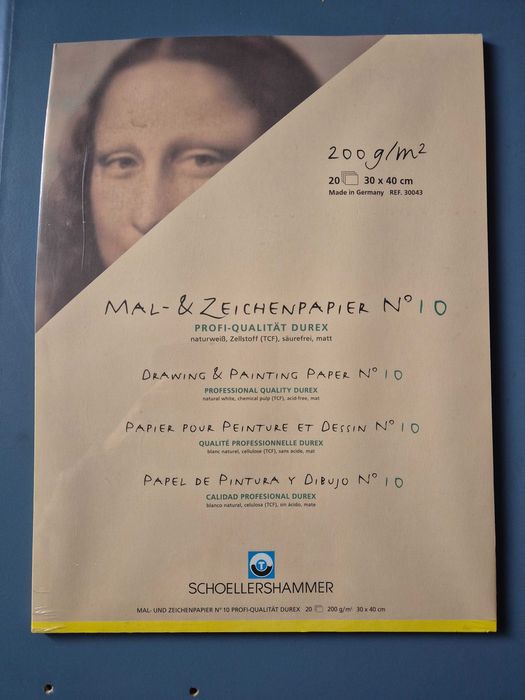 200g/m²
20 30 x 40 cm
Made in Germany REF. 30043
MAL- & ZEICHENPAPIER N° 10
PROFI-QUALITÄT DUREX
naturweiß, Zellstoff (TCF), säurefrei, matt
DRAWING & PAINTING PAPER N° 10
PROFESSIONAL QUALITY DUREX
natural white, chemical pulp (TCF), acid-free, mat
PAPIER POUR PEINTURE ET DESSIN N° 10
QUALITÉ PROFESSIONNELLE DUREX
blanc naturel, cellulose (TCF), sans acide, mat
PAPEL DE PINTURA Y DIBUJO N° 10
CALIDAD PROFESIONAL DUREX
blanco natural, celulosa (TCF), sin ácido, mate
T
SCHOELLERSHAMMER
MAL- UND ZEICHENPAPIER N° 10 PROFI-QUALITÄT DUREX 20 200 g/m² 30 x 40 cm